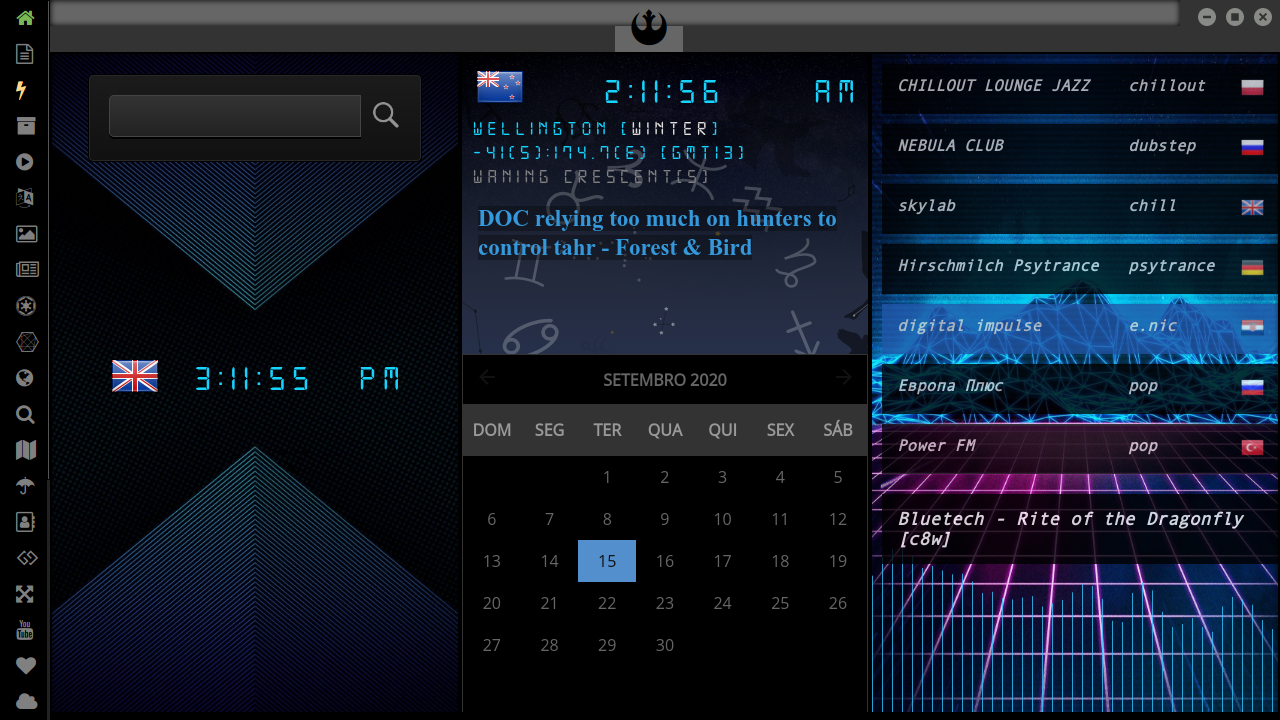 2:11:56 AM
WELLINGTON (WINTER)
-41(S):174.7(E) (GMT13)
WANING CRESCENT(S)
DOC relying too much on hunters to
control tahr - Forest & Bird
3:11:55 PM
SETEMBRO 2020
DOM SEG TER QUA QUI SEX SÁB
1 2 3 4 5
6 7 8 9 10 11 12
13 14 15 16 17 18 19
20 21 22 23 24 25 26
27 28 29 30
CHILLOUT LOUNGE JAZZ chillout
NEBULA CLUB dubstep
skylab chill
Hirschmilch Psytrance psytrance
digital impulse e.nic
Европа Плюс pop
Power FM pop
Bluetech - Rite of the Dragonfly
[c8w]
You
Tube